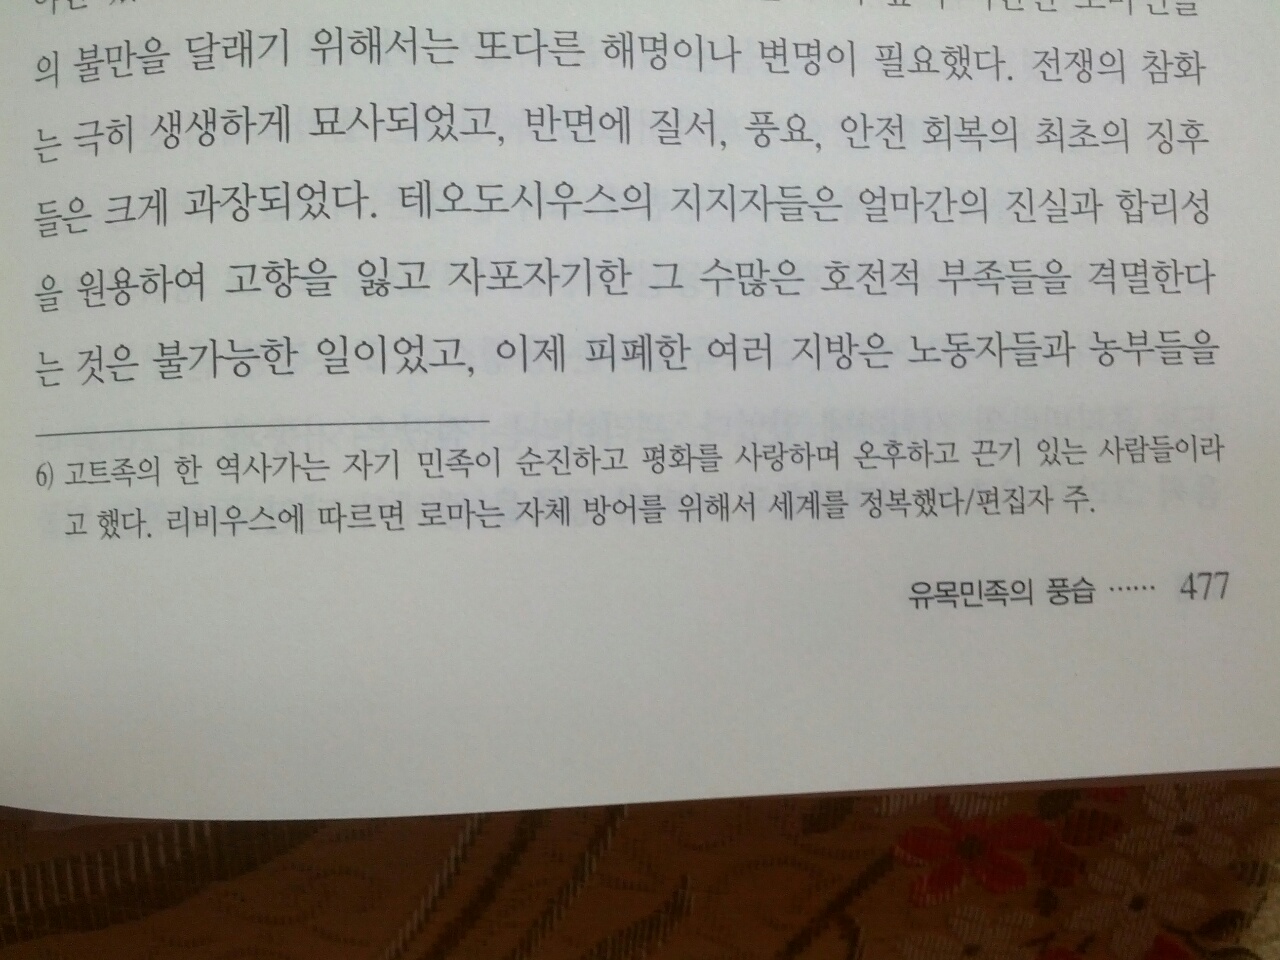 의 불만을 달래기 위해서는 또다른 해명이나 변명이 필요했다. 전쟁의 참화
는 극히 생생하게 묘사되었고, 반면에 질서, 풍요, 안전 회복의 최초의 징후
들은 크게 과장되었다. 테오도시우스의 지지자들은 얼마간의 진실과 합리성
을 원용하여 고향을 잃고 자포자기한 그 수많은 호전적 부족들을 격멸한다
는 것은 불가능한 일이었고, 이제 피폐한 여러 지방은 노동자들과 농부들을
6) 고트족의 한 역사가는 자기 민족이 순진하고 평화를 사랑하며 온후하고 끈기 있는 사람들이라
고 했다. 리비우스에 따르면 로마는 자체 방어를 위해서 세계를 정복했다/편집자 주.
유목민족의 풍습 …… 477